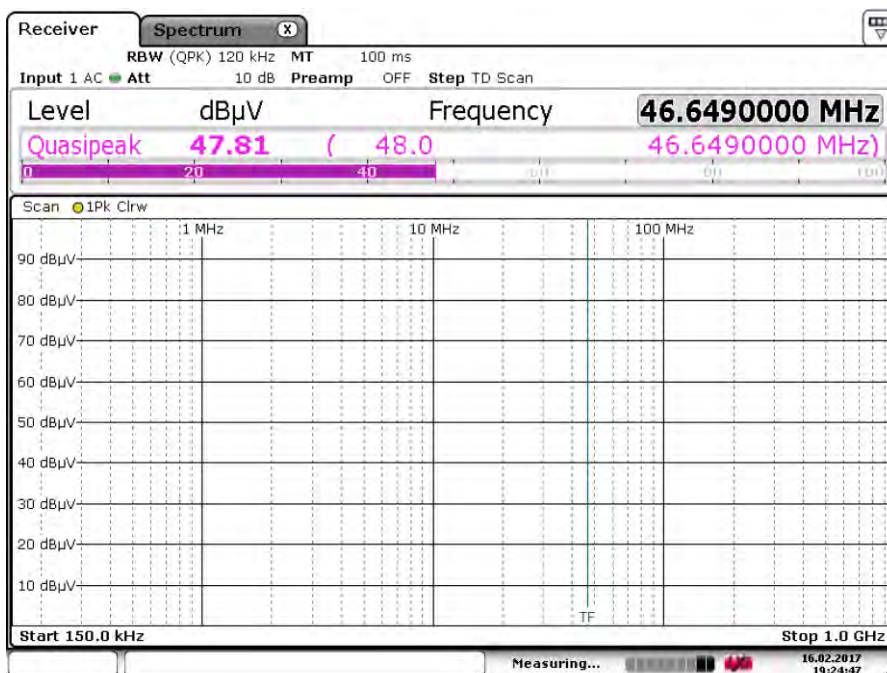 Receiver Spectrum X
RBW (QPK) 120 kHz MT 100 ms
Input 1 AC Att 10 dB Preamp OFF Step TD Scan
Level dBµV Frequency 46.6490000 MHz
Quasipeak 47.81 ( 48.0 46.6490000 MHz)
0 20 40 60 80 100
Scan 1Pk Clrw
1 MHz 10 MHz 100 MHz
90 dBµV
80 dBµV
70 dBµV
60 dBµV
50 dBµV
40 dBµV
30 dBµV
20 dBµV
10 dBµV
TF
Start 150.0 kHz Stop 1.0 GHz
Measuring... 16.02.2017
19:24:47